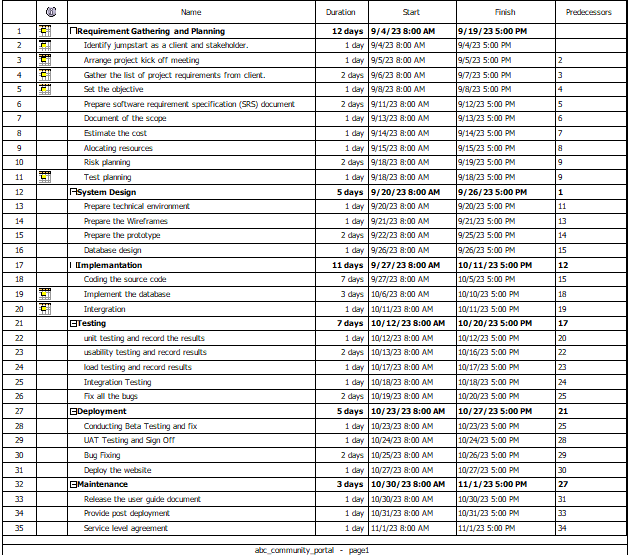 Name Duration Start Finish Predecessors
1 Requirement Gathering and Planning 12 days 9/4/23 8:00 AM 9/19/23 5:00 PM
2 Identify jumpstart as a client and stakeholder. 1 day 9/4/23 8:00 AM 9/4/23 5:00 PM
3 Arrange project kick off meeting 1 day 9/5/23 8:00 AM 9/5/23 5:00 PM 2
4 Gather the list of project requirements from client. 2 days 9/6/23 8:00 AM 9/7/23 5:00 PM 3
5 Set the objective 1 day 9/8/23 8:00 AM 9/8/23 5:00 PM 4
6 Prepare software requirement specification (SRS) document 2 days 9/11/23 8:00 AM 9/12/23 5:00 PM 5
7 Document of the scope 1 day 9/13/23 8:00 AM 9/13/23 5:00 PM 6
8 Estimate the cost 1 day 9/14/23 8:00 AM 9/14/23 5:00 PM 7
9 Alocating resources 1 day 9/15/23 8:00 AM 9/15/23 5:00 PM 8
10 Risk planning 2 days 9/18/23 8:00 AM 9/19/23 5:00 PM 9
11 Test planning 1 day 9/18/23 8:00 AM 9/18/23 5:00 PM 9
12 System Design 5 days 9/20/23 8:00 AM 9/26/23 5:00 PM 1
13 Prepare technical environment 1 day 9/20/23 8:00 AM 9/20/23 5:00 PM 11
14 Prepare the Wireframes 1 day 9/21/23 8:00 AM 9/21/23 5:00 PM 13
15 Prepare the prototype 2 days 9/22/23 8:00 AM 9/25/23 5:00 PM 14
16 Database design 1 day 9/26/23 8:00 AM 9/26/23 5:00 PM 15
17 Implemantation 11 days 9/27/23 8:00 AM 10/11/23 5:00 PM 12
18 Coding the source code 7 days 9/27/23 8:00 AM 10/5/23 5:00 PM 15
19 Implement the database 3 days 10/6/23 8:00 AM 10/10/23 5:00 PM 18
20 Intergration 1 day 10/11/23 8:00 AM 10/11/23 5:00 PM 19
21 Testing 7 days 10/12/23 8:00 AM 10/20/23 5:00 PM 17
22 unit testing and record the results 1 day 10/12/23 8:00 AM 10/12/23 5:00 PM 20
23 usability testing and record results 2 days 10/13/23 8:00 AM 10/16/23 5:00 PM 22
24 load testing and record results 1 day 10/17/23 8:00 AM 10/17/23 5:00 PM 23
25 Integration Testing 1 day 10/18/23 8:00 AM 10/18/23 5:00 PM 24
26 Fix all the bugs 2 days 10/19/23 8:00 AM 10/20/23 5:00 PM 25
27 Deployment 5 days 10/23/23 8:00 AM 10/27/23 5:00 PM 21
28 Conducting Beta Testing and fix 1 day 10/23/23 8:00 AM 10/23/23 5:00 PM 25
29 UAT Testing and Sign Off 1 day 10/24/23 8:00 AM 10/24/23 5:00 PM 28
30 Bug Fixing 2 days 10/25/23 8:00 AM 10/26/23 5:00 PM 29
31 Deploy the website 1 day 10/27/23 8:00 AM 10/27/23 5:00 PM 30
32 Maintenance 3 days 10/30/23 8:00 AM 11/1/23 5:00 PM 27
33 Release the user guide document 1 day 10/30/23 8:00 AM 10/30/23 5:00 PM 31
34 Provide post deployment 1 day 10/31/23 8:00 AM 10/31/23 5:00 PM 33
35 Service level agreement 1 day 11/1/23 8:00 AM 11/1/23 5:00 PM 34
abc_community_portal - page1